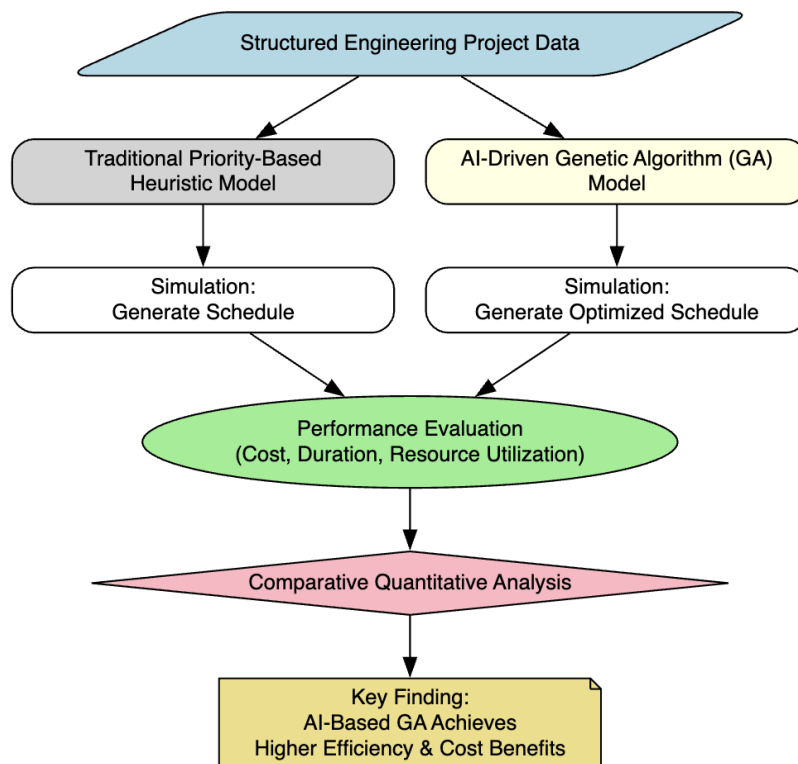 Structured Engineering Project Data
Traditional Priority-Based
Heuristic Model
AI-Driven Genetic Algorithm (GA)
Model
Simulation:
Generate Schedule
Simulation:
Generate Optimized Schedule
Performance Evaluation
(Cost, Duration, Resource Utilization)
Comparative Quantitative Analysis
Key Finding:
AI-Based GA Achieves
Higher Efficiency & Cost Benefits